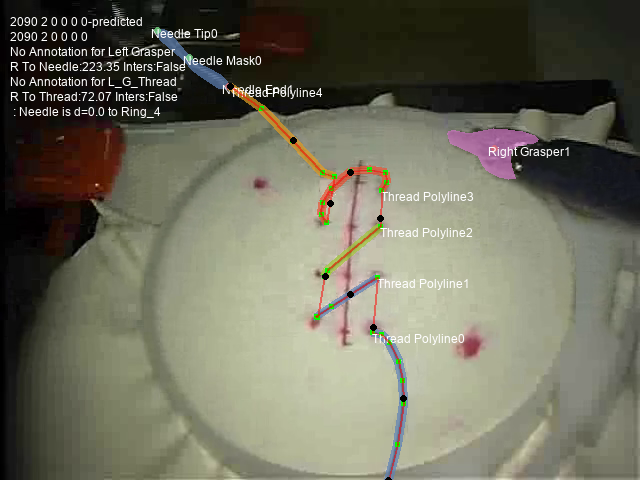 2090 2 0 0 0 0-predicted
2090 2 0 0 0 0
No Annotation for Left Grasper
R To Needle:223.35 Inters:False
No Annotation for L_G_Thread
R To Thread:72.07 Inters:False
: Needle is d=0.0 to Ring_4
Needle Tip0
Needle Mask0
Needle End1
Thread Polyline4
Right Grasper1
Thread Polyline3
Thread Polyline2
Thread Polyline1
Thread Polyline0